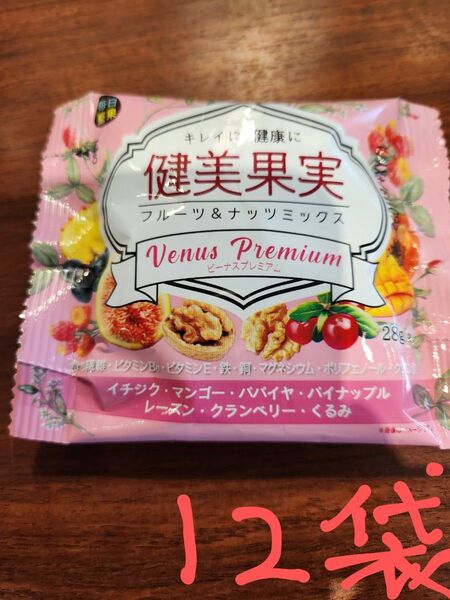 キレイに 健康に
健美果実
フルーツ&ナッツミックス
Venus Premium
ビーナスプレミアム
28g
維・ビタミンB₆・ビタミンE・鉄・銅・マグネシウム・ポリフェノール・
イチジク・マンゴー・パパイヤ・パイナップル
レーズン・クランベリー・くるみ
12袋